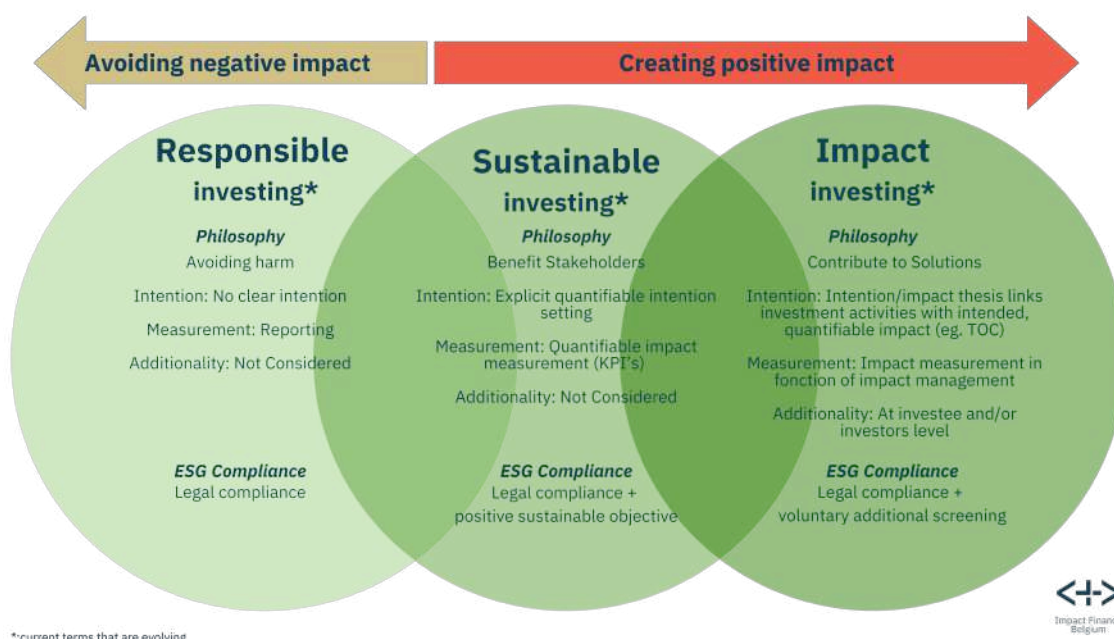 Avoiding negative impact
Creating positive impact
Responsible
investing*
Philosophy
Avoiding harm
Intention: No clear intention
Measurement: Reporting
Additionality: Not Considered
ESG Compliance
Legal compliance
Sustainable
investing*
Philosophy
Benefit Stakeholders
Intention: Explicit quantifiable intention
setting
Measurement: Quantifiable impact
measurement (KPI's)
Additionality: Not Considered
ESG Compliance
Legal compliance +
positive sustainable objective
Impact
investing*
Philosophy
Contribute to Solutions
Intention: Intention/impact thesis links
investment activities with intended,
quantifiable impact (eg. TOC)
Measurement: Impact measurement in
fonction of impact management
Additionality: At investee and/or
investors level
ESG Compliance
Legal compliance +
voluntary additional screening
*:current terms that are evolving
Impact Financ
Belgium